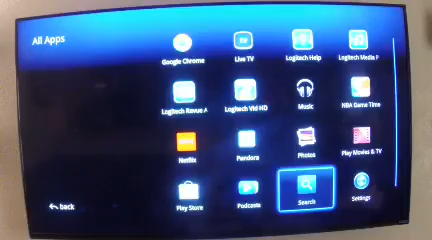 All Apps
Google Chrome
Live TV
Logitech Help
Logitech Media P
Logitech Revue A
Logitech Vid HD
Music
NBA Game Time
Netflix
Pandora
Photos
Play Movies & TV
Play Store
Podcasts
Search
Settings
back